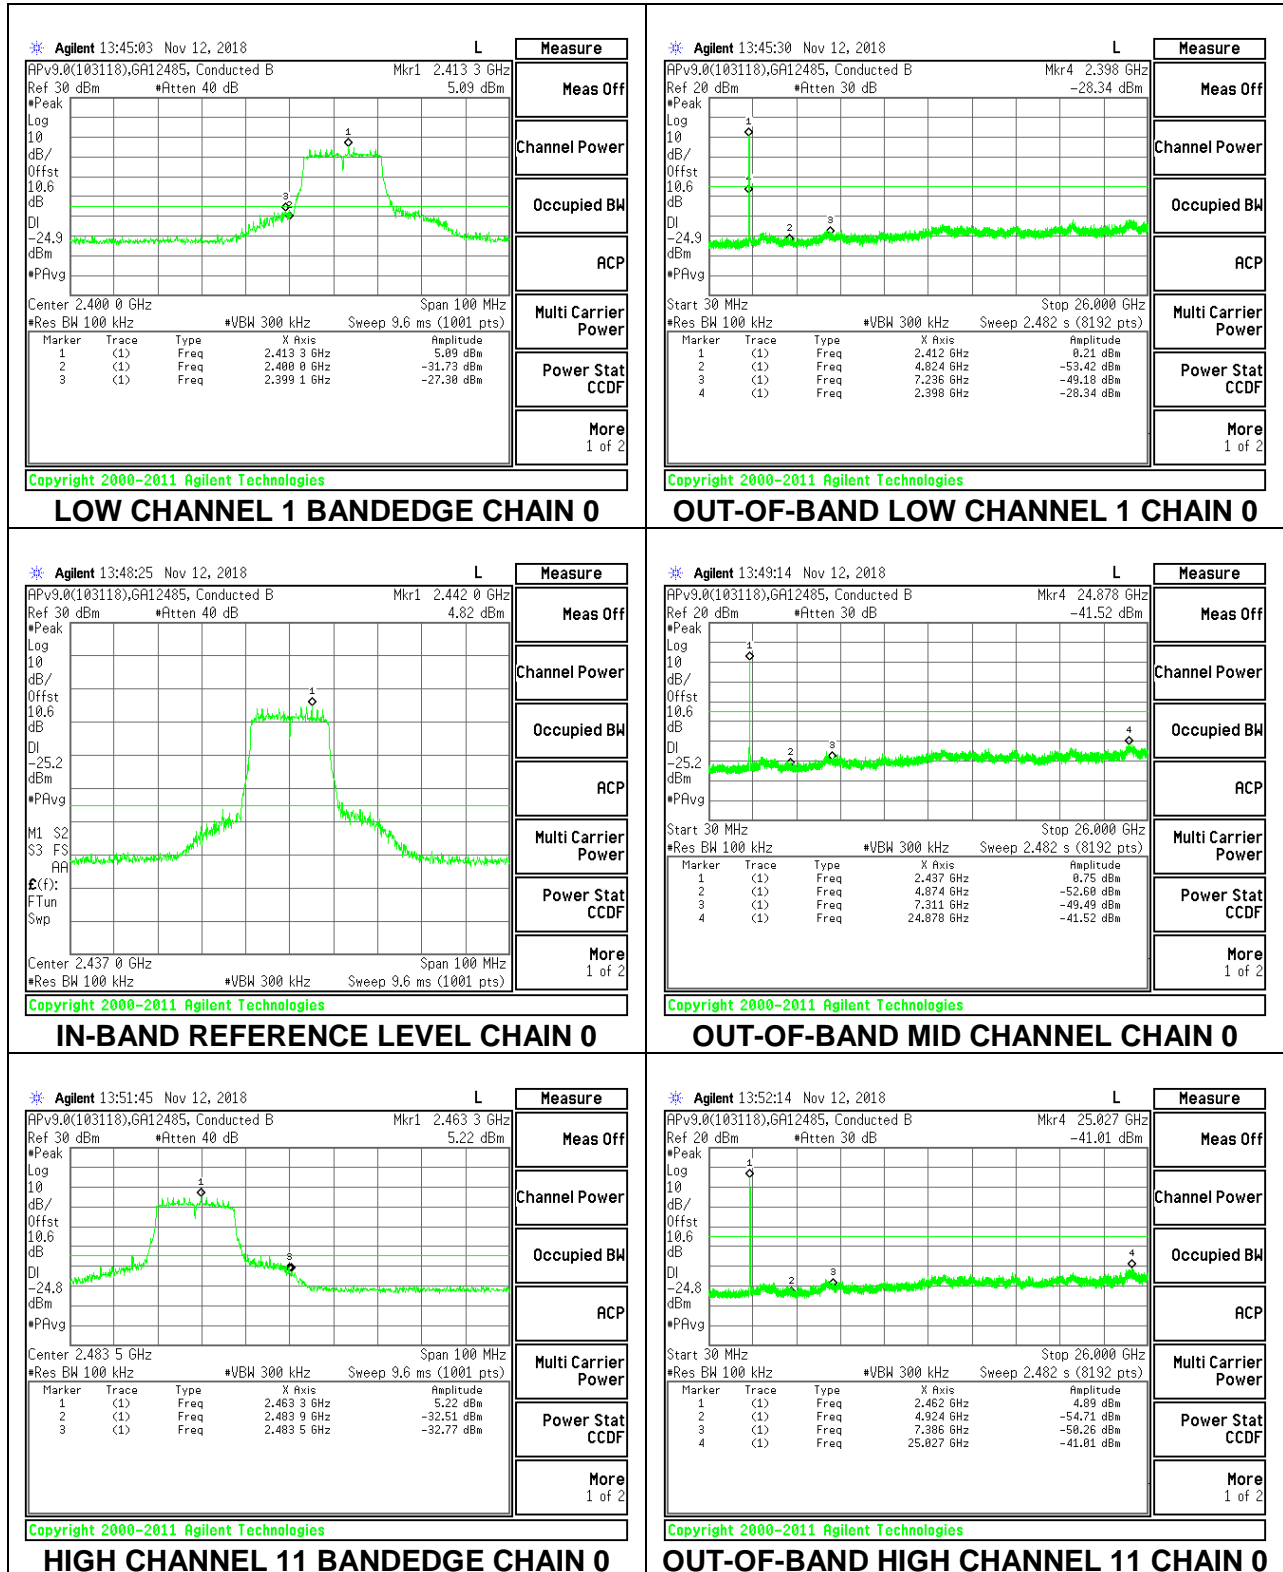 Agilent 13:45:03 Nov 12, 2018 L Measure
APv9.0(103118),GA12485, Conducted B Mkr1 2.413 3 GHz
Ref 30 dBm #Atten 40 dB 5.09 dBm
Meas Off
#Peak
Log
10
dB/
Offst
10.6
dB
DI
-24.9
dBm
#PAvg
1
3
Channel Power
Occupied BW
ACP
Center 2.400 0 GHz Span 100 MHz
#Res BW 100 kHz #VBW 300 kHz Sweep 9.6 ms (1001 pts)
Multi Carrier
Power
Marker Trace Type X Axis Amplitude
1 (1) Freq 2.413 3 GHz 5.09 dBm
2 (1) Freq 2.400 0 GHz -31.73 dBm
3 (1) Freq 2.399 1 GHz -27.30 dBm
Power Stat
CCDF
More
1 of 2
Copyright 2000-2011 Agilent Technologies
LOW CHANNEL 1 BANDEDGE CHAIN 0
Agilent 13:45:30 Nov 12, 2018 L Measure
APv9.0(103118),GA12485, Conducted B Mkr4 2.398 GHz
Ref 20 dBm #Atten 30 dB -28.34 dBm
Meas Off
#Peak
Log
10
dB/
Offst
10.6
dB
DI
-24.9
dBm
#PAvg
1
2
3
Channel Power
Occupied BW
ACP
Start 30 MHz Stop 26.000 GHz
#Res BW 100 kHz #VBW 300 kHz Sweep 2.482 s (8192 pts)
Multi Carrier
Power
Marker Trace Type X Axis Amplitude
1 (1) Freq 2.412 GHz 0.21 dBm
2 (1) Freq 4.824 GHz -53.42 dBm
3 (1) Freq 7.236 GHz -49.18 dBm
4 (1) Freq 2.398 GHz -28.34 dBm
Power Stat
CCDF
More
1 of 2
Copyright 2000-2011 Agilent Technologies
OUT-OF-BAND LOW CHANNEL 1 CHAIN 0
Agilent 13:48:25 Nov 12, 2018 L Measure
APv9.0(103118),GA12485, Conducted B Mkr1 2.442 0 GHz
Ref 30 dBm #Atten 40 dB 4.82 dBm
Meas Off
#Peak
Log
10
dB/
Offst
10.6
dB
DI
-25.2
dBm
#PAvg
M1 S2
S3 FS
AA
£(f):
FTun
Swp
1
Channel Power
Occupied BW
ACP
Multi Carrier
Power
Power Stat
CCDF
Center 2.437 0 GHz Span 100 MHz
#Res BW 100 kHz #VBW 300 kHz Sweep 9.6 ms (1001 pts)
More
1 of 2
Copyright 2000-2011 Agilent Technologies
IN-BAND REFERENCE LEVEL CHAIN 0
Agilent 13:49:14 Nov 12, 2018 L Measure
APv9.0(103118),GA12485, Conducted B Mkr4 24.878 GHz
Ref 20 dBm #Atten 30 dB -41.52 dBm
Meas Off
#Peak
Log
10
dB/
Offst
10.6
dB
DI
-25.2
dBm
#PAvg
1
2
3
4
Channel Power
Occupied BW
ACP
Start 30 MHz Stop 26.000 GHz
#Res BW 100 kHz #VBW 300 kHz Sweep 2.482 s (8192 pts)
Multi Carrier
Power
Marker Trace Type X Axis Amplitude
1 (1) Freq 2.437 GHz 0.75 dBm
2 (1) Freq 4.874 GHz -52.60 dBm
3 (1) Freq 7.311 GHz -49.49 dBm
4 (1) Freq 24.878 GHz -41.52 dBm
Power Stat
CCDF
More
1 of 2
Copyright 2000-2011 Agilent Technologies
OUT-OF-BAND MID CHANNEL CHAIN 0
Agilent 13:51:45 Nov 12, 2018 L Measure
APv9.0(103118),GA12485, Conducted B Mkr1 2.463 3 GHz
Ref 30 dBm #Atten 40 dB 5.22 dBm
Meas Off
#Peak
Log
10
dB/
Offst
10.6
dB
DI
-24.8
dBm
#PAvg
1
Channel Power
Occupied BW
ACP
Center 2.483 5 GHz Span 100 MHz
#Res BW 100 kHz #VBW 300 kHz Sweep 9.6 ms (1001 pts)
Multi Carrier
Power
Marker Trace Type X Axis Amplitude
1 (1) Freq 2.463 3 GHz 5.22 dBm
2 (1) Freq 2.483 9 GHz -32.51 dBm
3 (1) Freq 2.483 5 GHz -32.77 dBm
Power Stat
CCDF
More
1 of 2
Copyright 2000-2011 Agilent Technologies
HIGH CHANNEL 11 BANDEDGE CHAIN 0
Agilent 13:52:14 Nov 12, 2018 L Measure
APv9.0(103118),GA12485, Conducted B Mkr4 25.027 GHz
Ref 20 dBm #Atten 30 dB -41.01 dBm
Meas Off
#Peak
Log
10
dB/
Offst
10.6
dB
DI
-24.8
dBm
#PAvg
1
2
3
4
Channel Power
Occupied BW
ACP
Start 30 MHz Stop 26.000 GHz
#Res BW 100 kHz #VBW 300 kHz Sweep 2.482 s (8192 pts)
Multi Carrier
Power
Marker Trace Type X Axis Amplitude
1 (1) Freq 2.462 GHz 4.89 dBm
2 (1) Freq 4.924 GHz -54.71 dBm
3 (1) Freq 7.386 GHz -50.26 dBm
4 (1) Freq 25.027 GHz -41.01 dBm
Power Stat
CCDF
More
1 of 2
Copyright 2000-2011 Agilent Technologies
OUT-OF-BAND HIGH CHANNEL 11 CHAIN 0